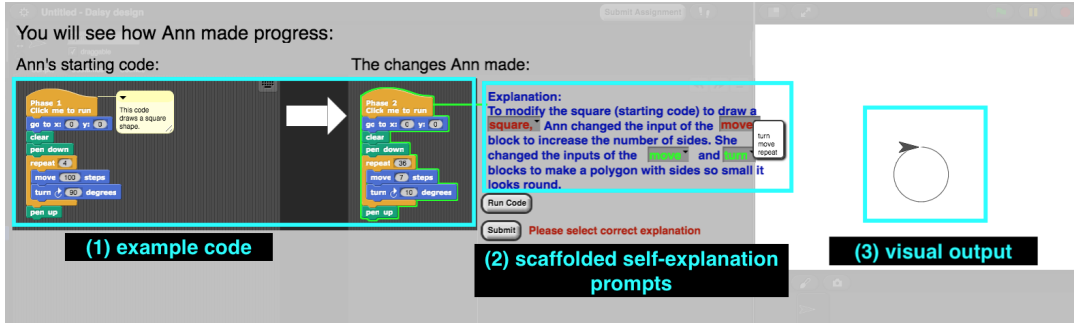 Untitled - Daisy design
Submit Assignment
You will see how Ann made progress:
draggable
Ann's starting code:
The changes Ann made:
Phase 1
Click me to run
This code
draws a square
shape.
go to x: 0 y: 0
clear
pen down
repeat 4
move 100 steps
turn 90 degrees
pen up
Phase 2
Click me to run
go to x: 0 y: 0
clear
pen down
repeat 36
move 7 steps
turn 10 degrees
pen up
Explanation:
To modify the square (starting code) to draw a
square, Ann changed the input of the move
block to increase the number of sides. She
changed the inputs of the move and turn
blocks to make a polygon with sides so small it
looks round.
turn
move
repeat
Run Code
Submit Please select correct explanation
(1) example code
(2) scaffolded self-explanation
prompts
(3) visual output